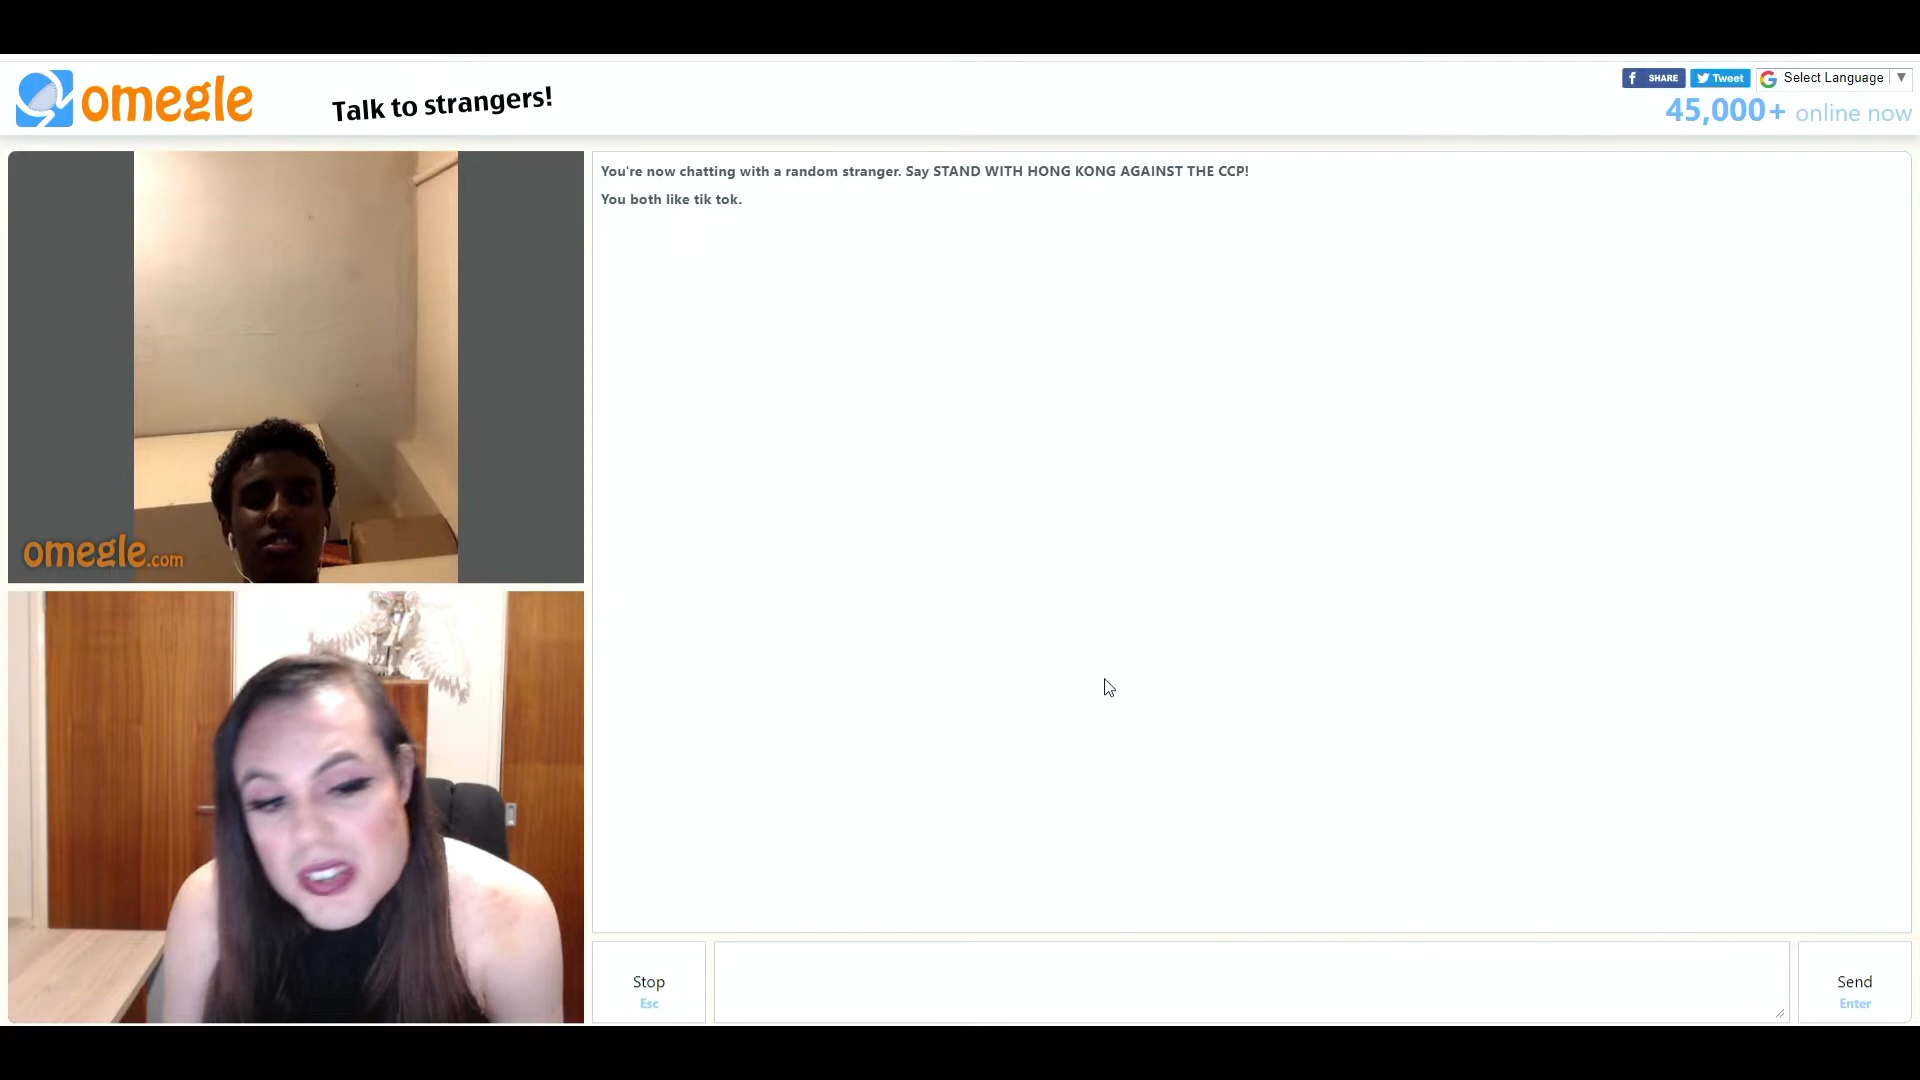 omegle
Talk to strangers!
SHARE
Tweet
Select Language
45,000+ online now
You're now chatting with a random stranger. Say STAND WITH HONG KONG AGAINST THE CCP!
You both like tik tok.
omegle.com
Stop
Esc
Send
Enter